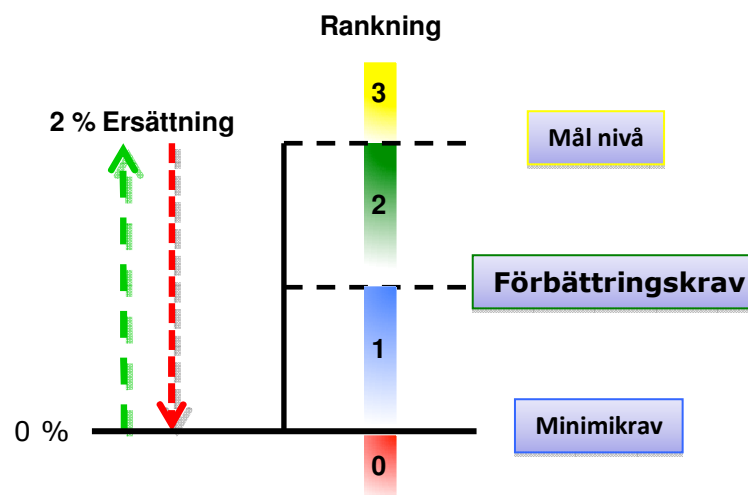 Rankning
3
2 % Ersättning
Mål nivå
2
Förbättringskrav
1
0 %
Minimikrav
0